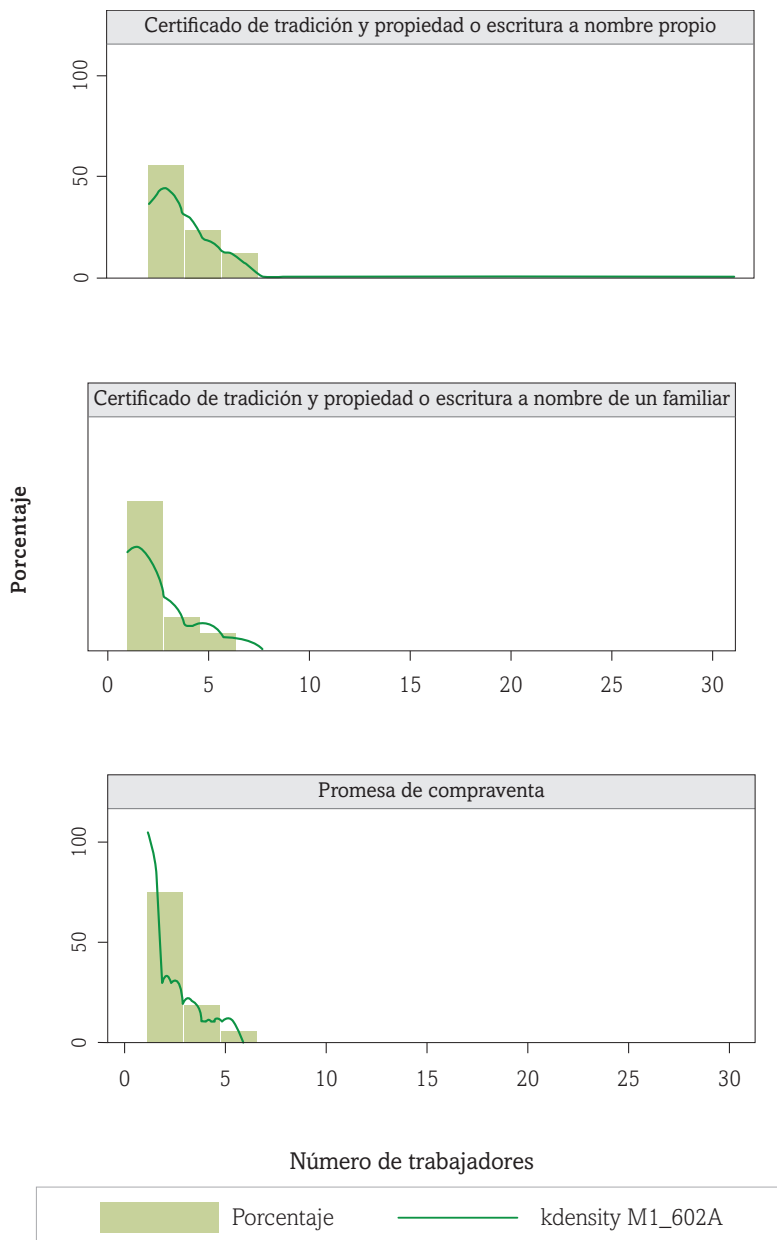 Certificado de tradición y propiedad o escritura a nombre propio
100
50
0
Certificado de tradición y propiedad o escritura a nombre de un familiar
Porcentaje
0 5 10 15 20 25 30
Promesa de compraventa
100
50
0
0 5 10 15 20 25 30
Número de trabajadores
Porcentaje kdensity M1_602A